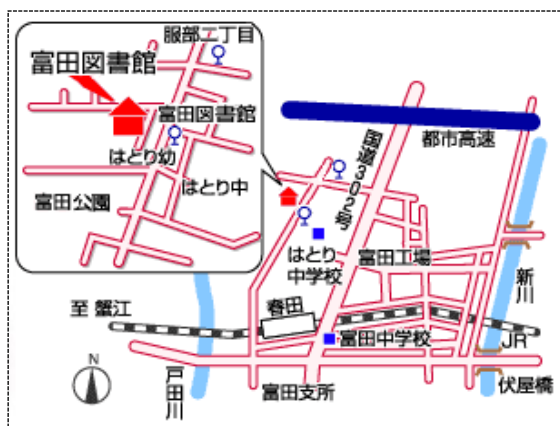 服部二丁目
富田図書館
富田図書館
はとり幼
はとり中
富田公園
都市高速
国道302号
はとり
中学校
富田工場
新川
至 蟹江
春田
JR
富田中学校
戸田川
富田支所
伏屋橋
N